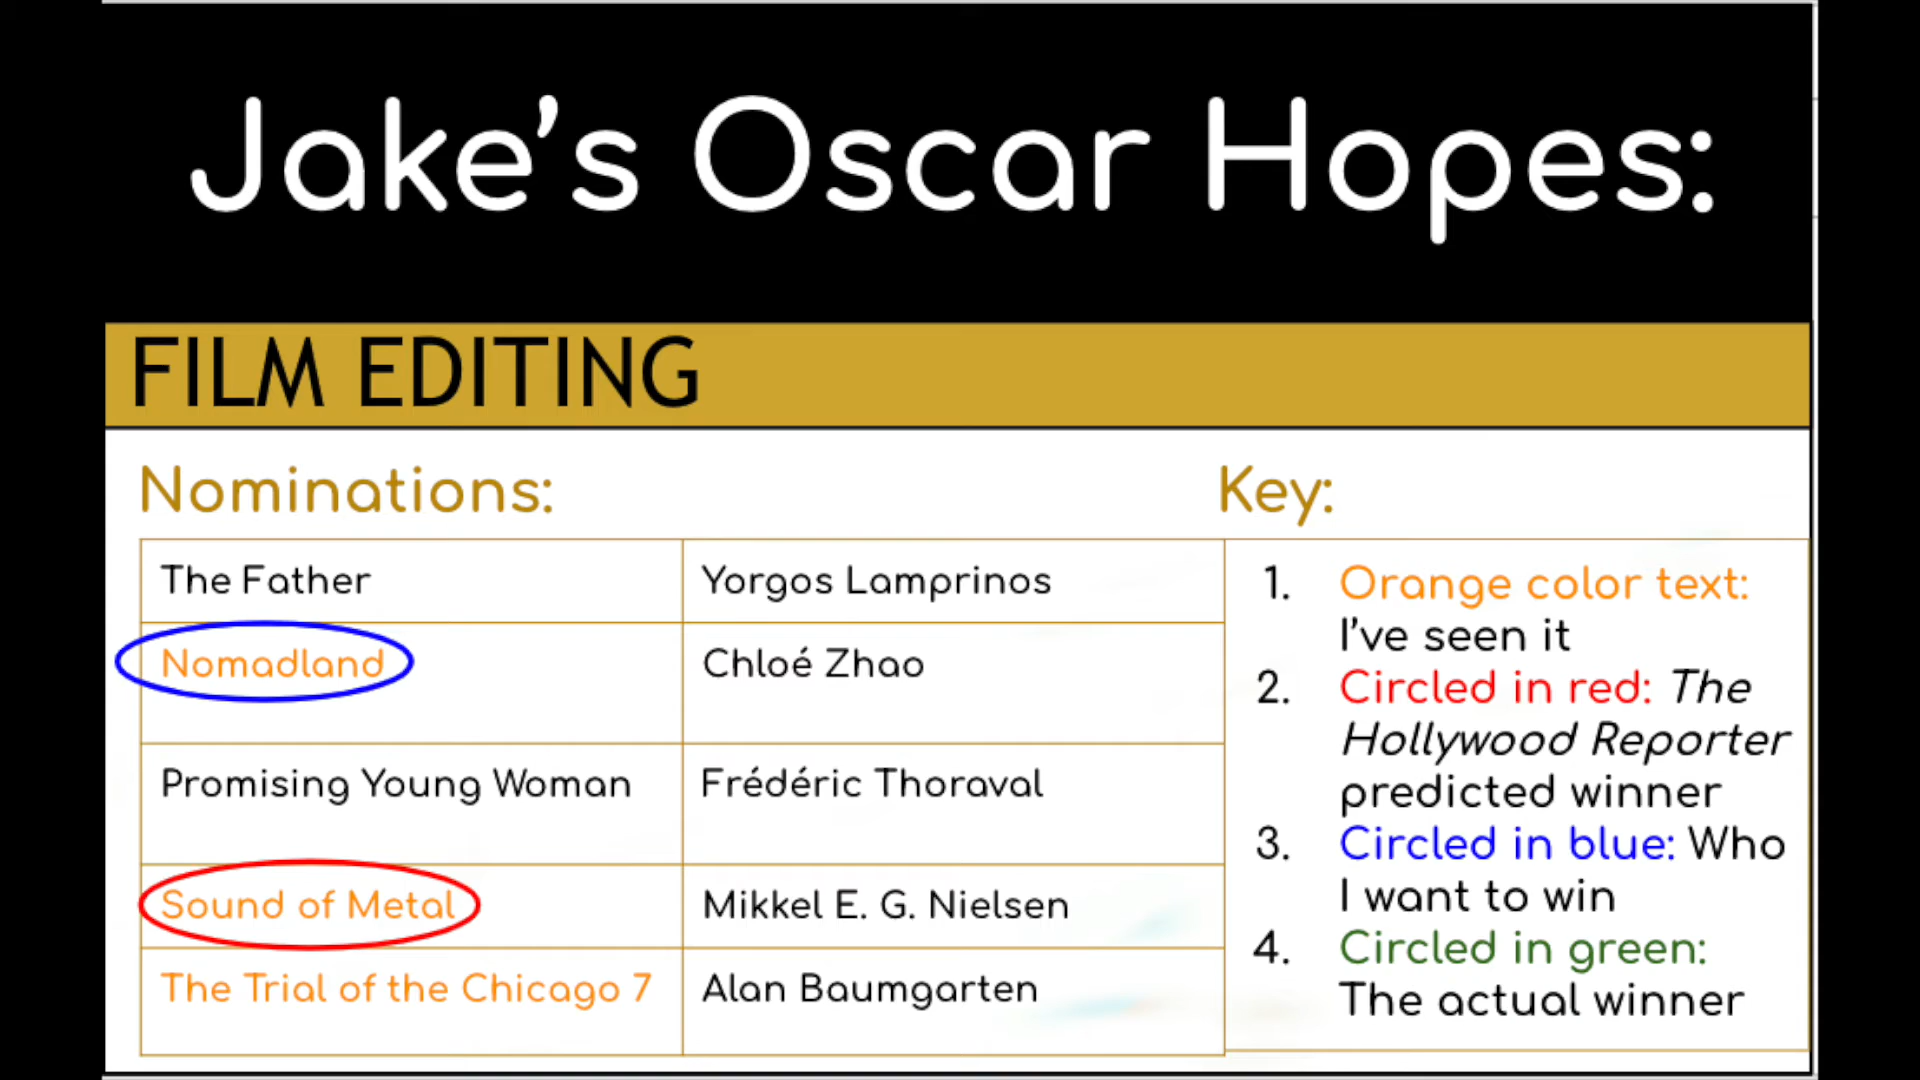 Jake's Oscar Hopes:
FILM EDITING
Nominations:
The Father Yorgos Lamprinos
Nomadland Chloé Zhao
Promising Young Woman Frédéric Thoraval
Sound of Metal Mikkel E. G. Nielsen
The Trial of the Chicago 7 Alan Baumgarten
Key:
1. Orange color text:
I've seen it
2. Circled in red: The
Hollywood Reporter
predicted winner
3. Circled in blue: Who
I want to win
4. Circled in green:
The actual winner